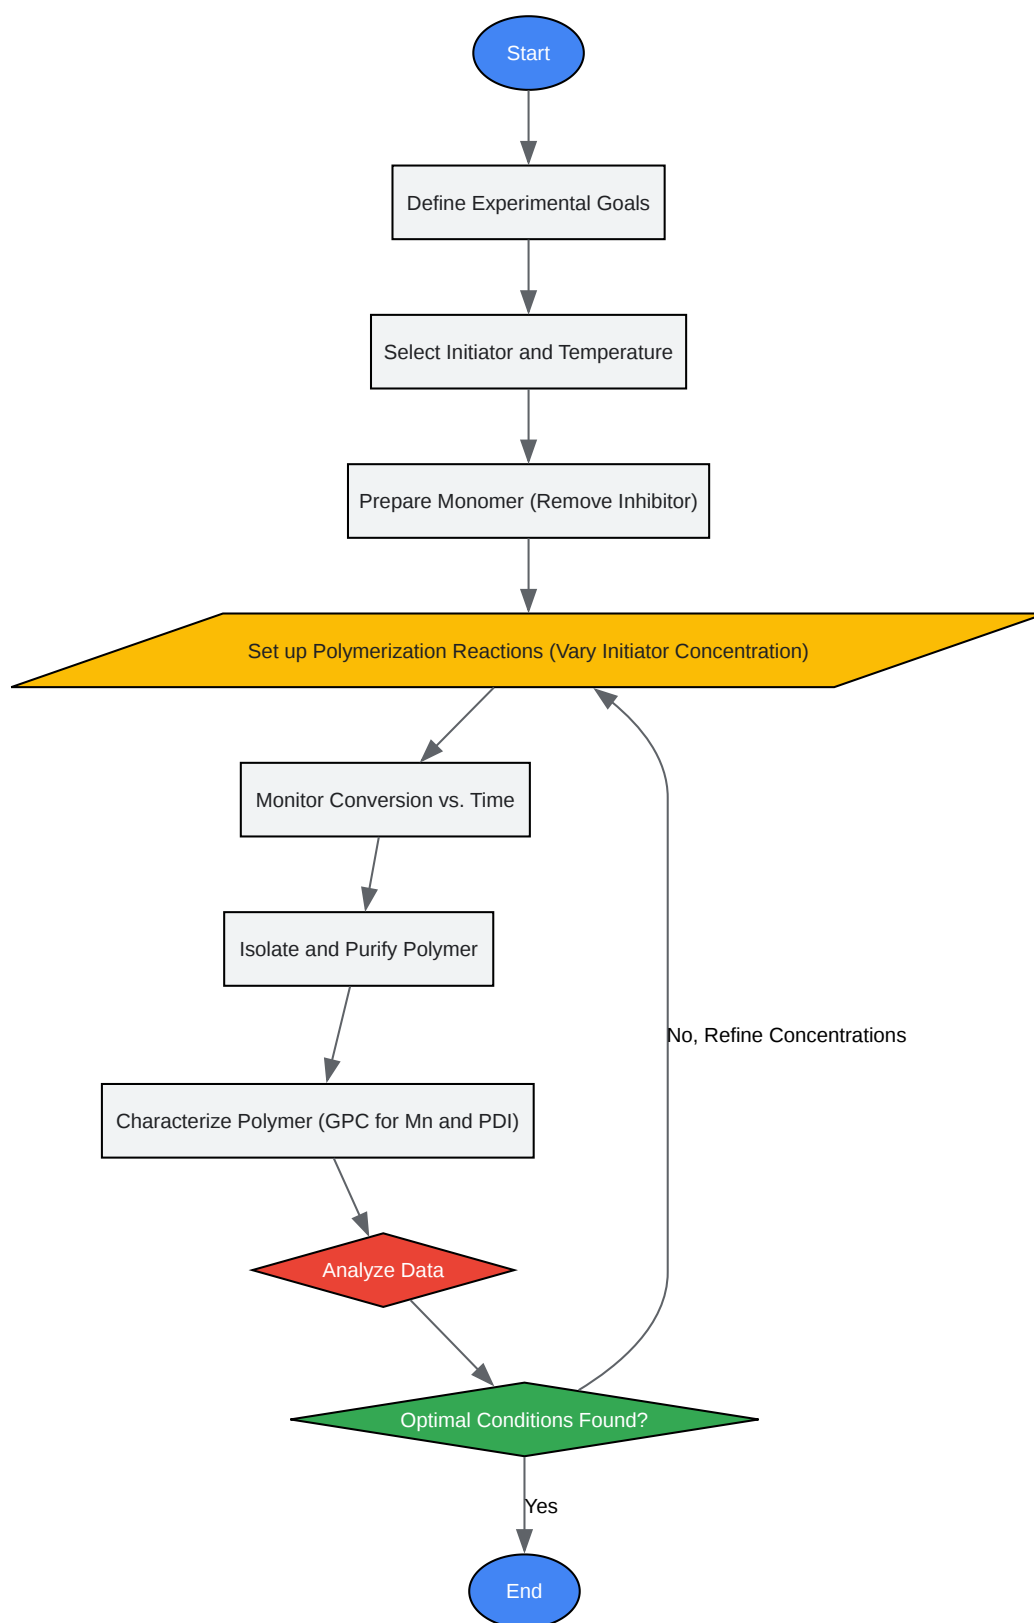 Start
Define Experimental Goals
Select Initiator and Temperature
Prepare Monomer (Remove Inhibitor)
Set up Polymerization Reactions (Vary Initiator Concentration)
Monitor Conversion vs. Time
Isolate and Purify Polymer
No, Refine Concentrations
Characterize Polymer (GPC for Mn and PDI)
Analyze Data
Optimal Conditions Found?
Yes
End